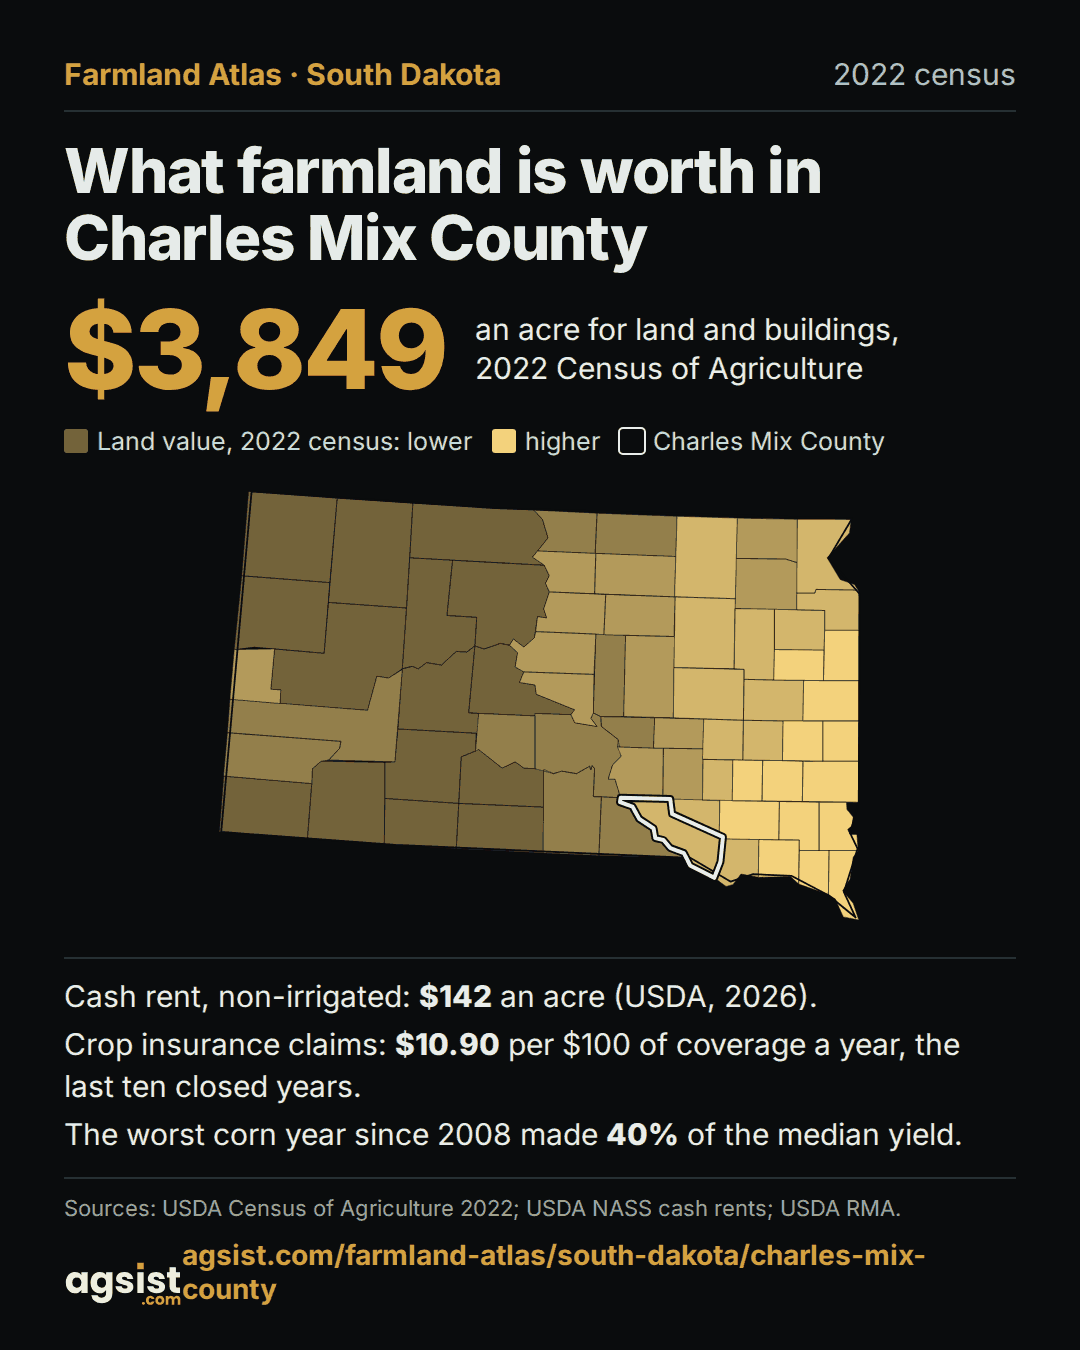 Farmland Atlas · South Dakota
2022 census
What farmland is worth in
Charles Mix County
$3,849
an acre for land and buildings,
2022 Census of Agriculture
Land value, 2022 census: lower
higher
Charles Mix County
Cash rent, non-irrigated: $142 an acre (USDA, 2026).
Crop insurance claims: $10.90 per $100 of coverage a year, the
last ten closed years.
The worst corn year since 2008 made 40% of the median yield.
Sources: USDA Census of Agriculture 2022; USDA NASS cash rents; USDA RMA.
agsist.com
agsist.com/farmland-atlas/south-dakota/charles-mix-
county